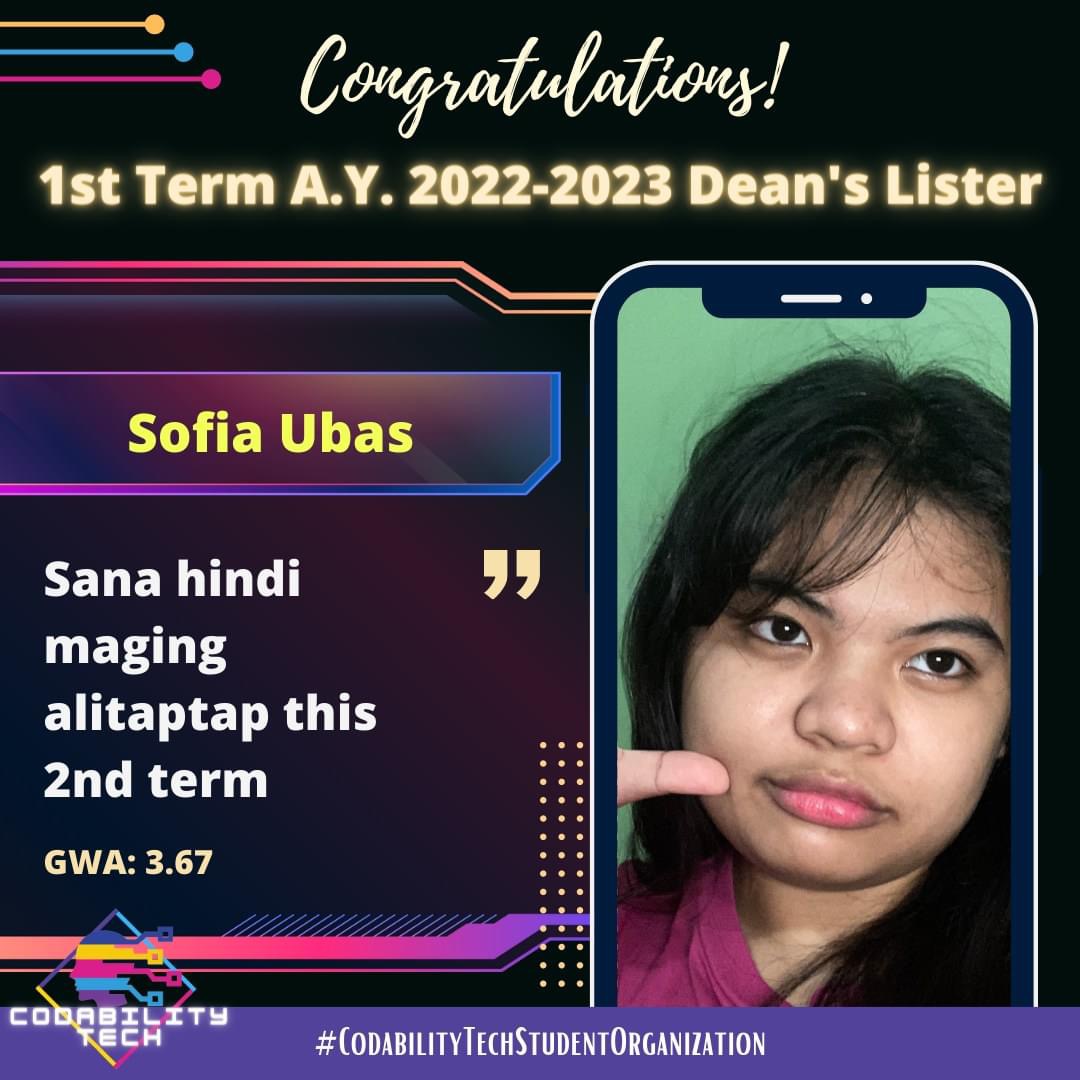 Congratulations!
1st Term A.Y. 2022-2023 Dean's Lister
Sofia Ubas
”
Sana hindi
maging
alitaptap this
2nd term
GWA: 3.67
CODABILITY
TECH
#CodabilityTechStudentOrganization